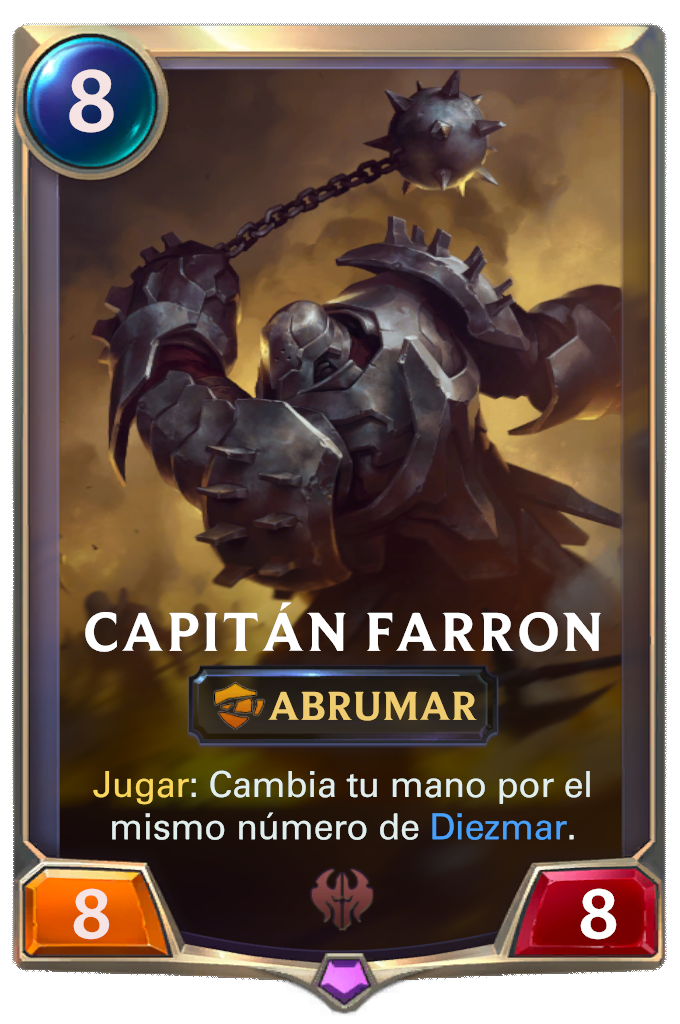 8
CAPITÁN FARRON
ABRUMAR
Jugar: Cambia tu mano por el
mismo número de Diezmar.
8
8